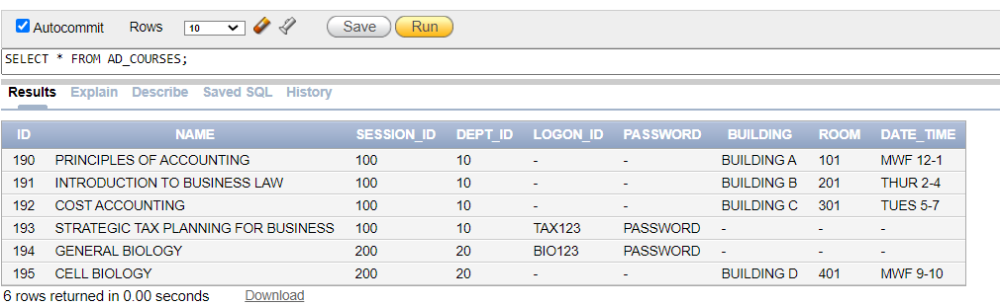 Autocommit Rows 10 Save Run
SELECT * FROM AD_COURSES;
Results Explain Describe Saved SQL History
ID NAME SESSION_ID DEPT_ID LOGON_ID PASSWORD BUILDING ROOM DATE_TIME
190 PRINCIPLES OF ACCOUNTING 100 10 - - BUILDING A 101 MWF 12-1
191 INTRODUCTION TO BUSINESS LAW 100 10 - - BUILDING B 201 THUR 2-4
192 COST ACCOUNTING 100 10 - - BUILDING C 301 TUES 5-7
193 STRATEGIC TAX PLANNING FOR BUSINESS 100 10 TAX123 PASSWORD - - -
194 GENERAL BIOLOGY 200 20 BIO123 PASSWORD - - -
195 CELL BIOLOGY 200 20 - - BUILDING D 401 MWF 9-10
6 rows returned in 0.00 seconds Download